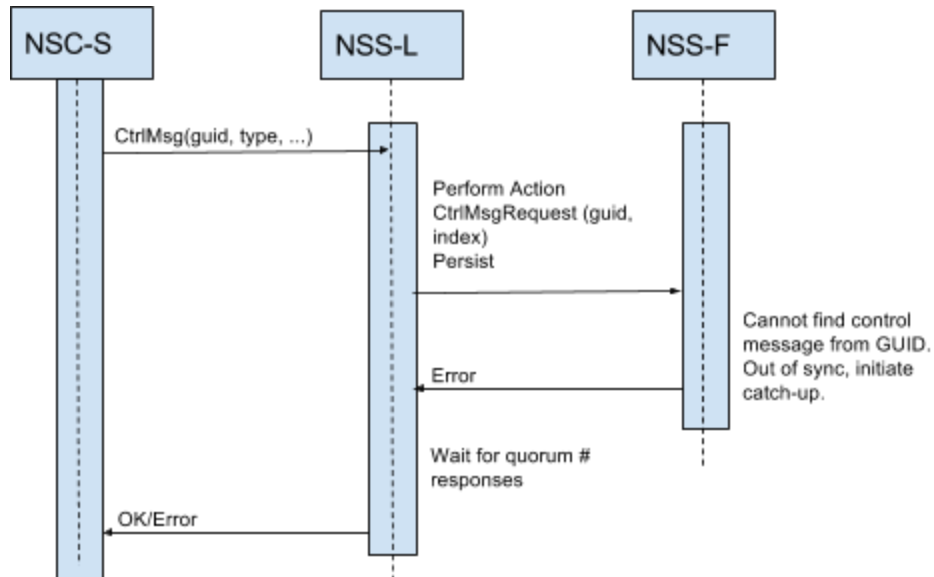 NSC-S
NSS-L
NSS-F
CtrlMsg(guid, type, ...)
Perform Action
CtrlMsgRequest (guid,
index)
Persist
Cannot find control
message from GUID.
Out of sync, initiate
catch-up.
Error
Wait for quorum #
responses
OK/Error